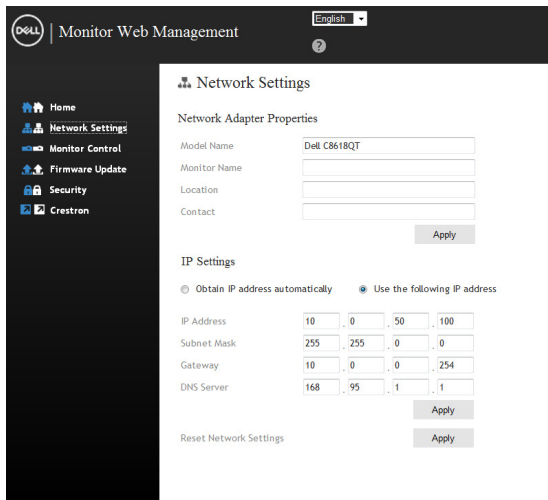 DELL | Monitor Web Management
English
?
Home
Network Settings
Monitor Control
Firmware Update
Security
Crestron
Network Settings
Network Adapter Properties
Model Name Dell C8618QT
Monitor Name
Location
Contact
Apply
IP Settings
Obtain IP address automatically Use the following IP address
IP Address 10 . 0 . 50 . 100
Subnet Mask 255 . 255 . 0 . 0
Gateway 10 . 0 . 0 . 254
DNS Server 168 . 95 . 1 . 1
Apply
Reset Network Settings Apply